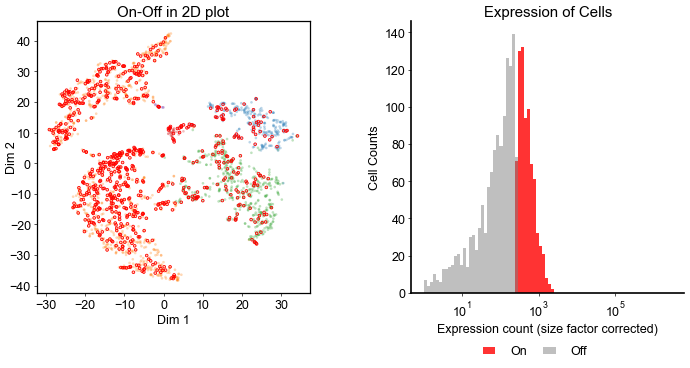 On-Off in 2D plot
Dim 2
40
30
20
10
0
−10
−20
−30
−40
−30 −20 −10 0 10 20 30
Dim 1
Expression of Cells
Cell Counts
140
120
100
80
60
40
20
0
10^1 10^3 10^5
Expression count (size factor corrected)
On Off